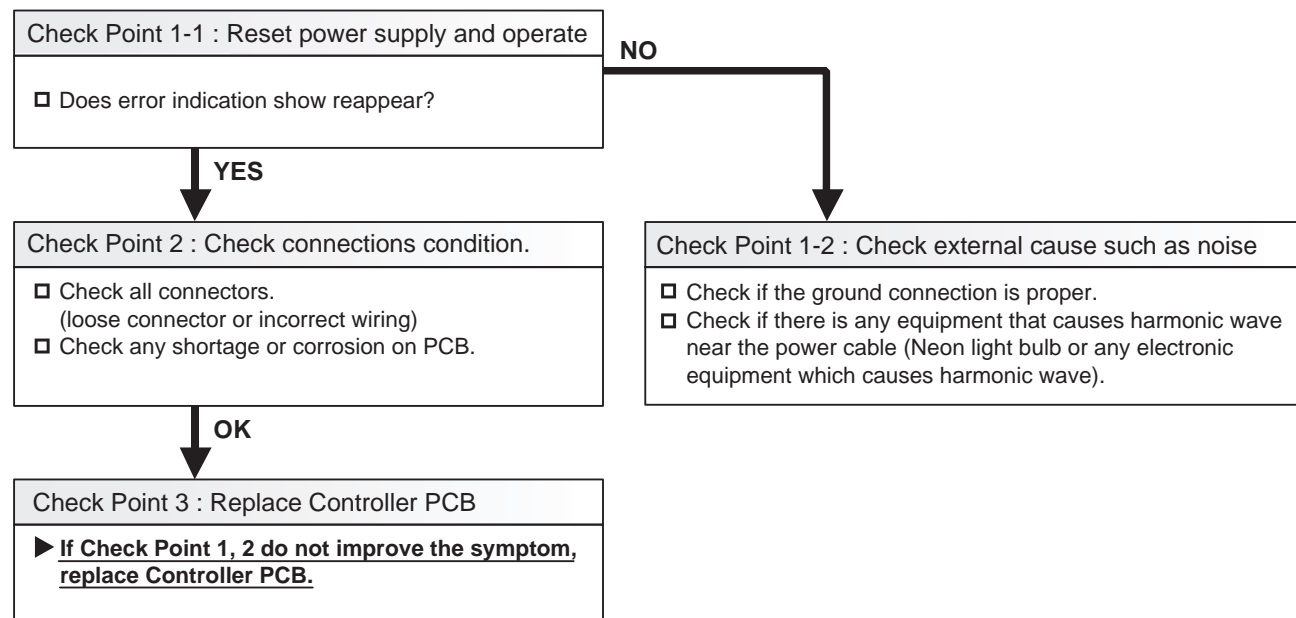 Check Point 1-1 : Reset power supply and operate
Does error indication show reappear?
NO
YES
Check Point 2 : Check connections condition.
Check all connectors.
(loose connector or incorrect wiring)
Check any shortage or corrosion on PCB.
Check Point 1-2 : Check external cause such as noise
Check if the ground connection is proper.
Check if there is any equipment that causes harmonic wave
near the power cable (Neon light bulb or any electronic
equipment which causes harmonic wave).
OK
Check Point 3 : Replace Controller PCB
If Check Point 1, 2 do not improve the symptom,
replace Controller PCB.